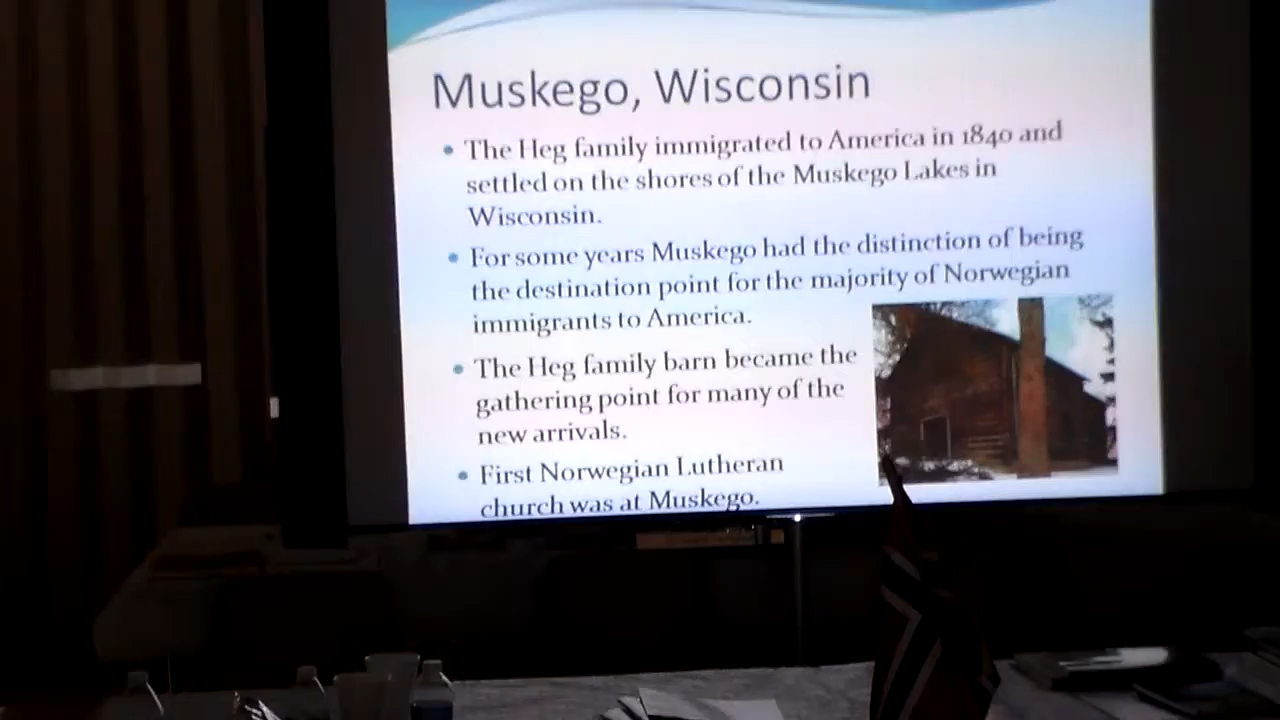 Muskego, Wisconsin
The Heg family immigrated to America in 1840 and
settled on the shores of the Muskego Lakes in
Wisconsin.
For some years Muskego had the distinction of being
the destination point for the majority of Norwegian
immigrants to America.
The Heg family barn became the
gathering point for many of the
new arrivals.
First Norwegian Lutheran
church was at Muskego.